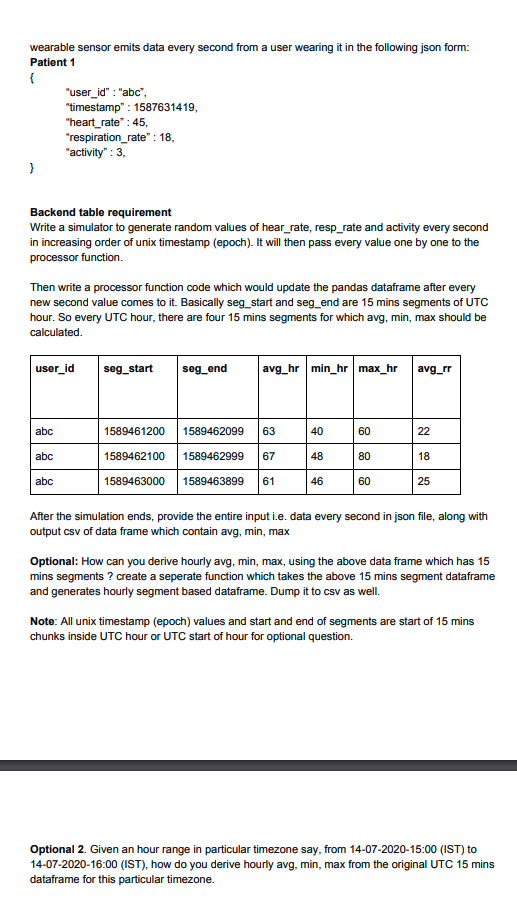 wearable sensor emits data every second from a user wearing it in the following json form:
Patient 1
{
"user_id" : "abc",
"timestamp" : 1587631419,
"heart_rate" : 45,
"respiration_rate" : 18,
"activity" : 3,
}
Backend table requirement
Write a simulator to generate random values of hear_rate, resp_rate and activity every second
in increasing order of unix timestamp (epoch). It will then pass every value one by one to the
processor function.
Then write a processor function code which would update the pandas dataframe after every
new second value comes to it. Basically seg_start and seg_end are 15 mins segments of UTC
hour. So every UTC hour, there are four 15 mins segments for which avg, min, max should be
calculated.
user_id seg_start seg_end avg_hr min_hr max_hr avg_rr
abc 1589461200 1589462099 63 40 60 22
abc 1589462100 1589462999 67 48 80 18
abc 1589463000 1589463899 61 46 60 25
After the simulation ends, provide the entire input i.e. data every second in json file, along with
output csv of data frame which contain avg, min, max
Optional: How can you derive hourly avg, min, max, using the above data frame which has 15
mins segments ? create a seperate function which takes the above 15 mins segment dataframe
and generates hourly segment based dataframe. Dump it to csv as well.
Note: All unix timestamp (epoch) values and start and end of segments are start of 15 mins
chunks inside UTC hour or UTC start of hour for optional question.
Optional 2. Given an hour range in particular timezone say, from 14-07-2020-15:00 (IST) to
14-07-2020-16:00 (IST), how do you derive hourly avg, min, max from the original UTC 15 mins
dataframe for this particular timezone.